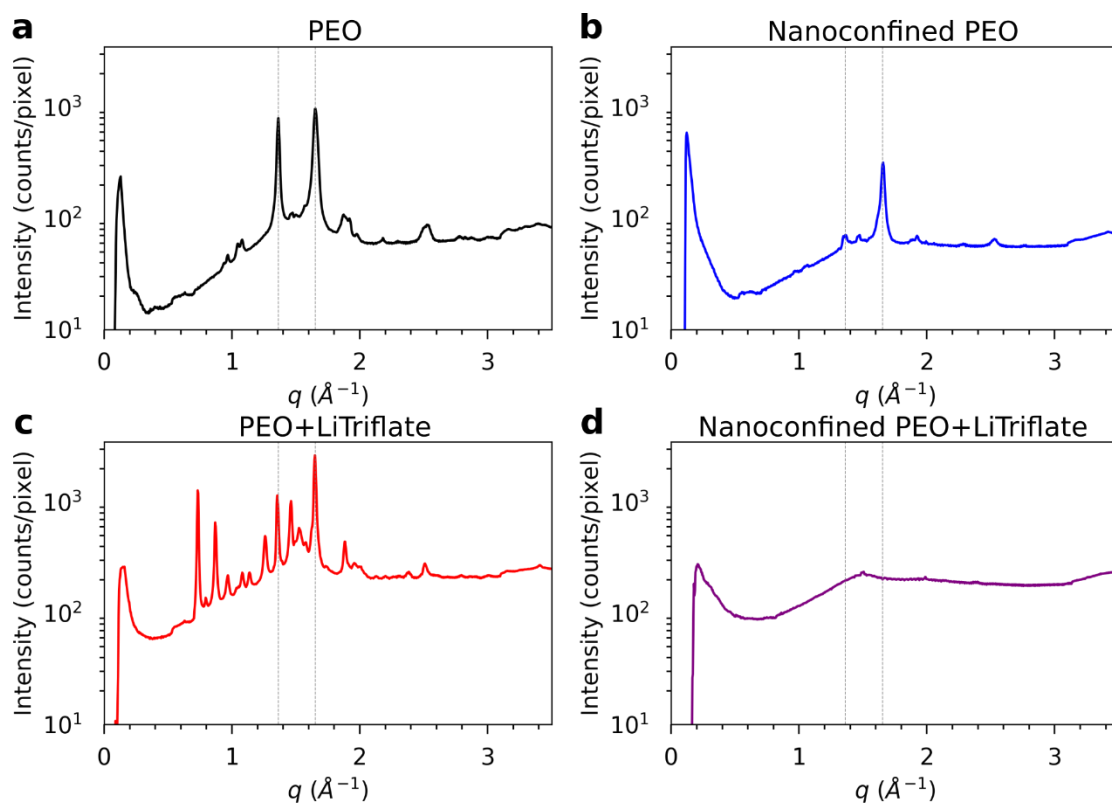 a PEO
Intensity (counts/pixel)
10³
10²
10¹
0 1 2 3
q (Å⁻¹)
b Nanoconfined PEO
Intensity (counts/pixel)
10³
10²
10¹
0 1 2 3
q (Å⁻¹)
c PEO+LiTriflate
Intensity (counts/pixel)
10³
10²
10¹
0 1 2 3
q (Å⁻¹)
d Nanoconfined PEO+LiTriflate
Intensity (counts/pixel)
10³
10²
10¹
0 1 2 3
q (Å⁻¹)